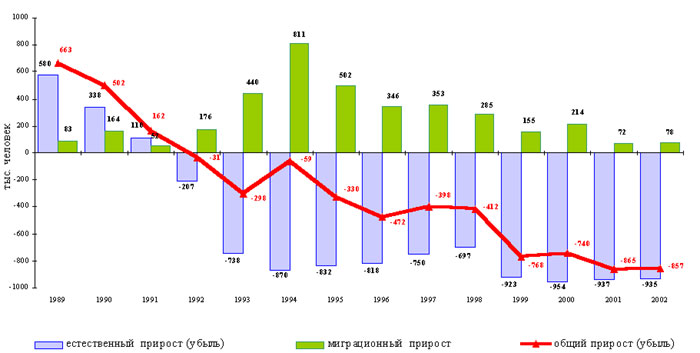 1000
800
600
400
200
0
-200
-400
-600
-800
-1000
тыс. человек
580 338 110 -207 -738 -870 -832 -818 -750 -697 -923 -954 -937 -935
83 164 176 440 811 502 346 353 285 155 214 72 78
663 502 162 -31 -298 -59 -330 -472 -398 -412 -768 -740 -865 -857
1989 1990 1991 1992 1993 1994 1995 1996 1997 1998 1999 2000 2001 2002
естественный прирост (убыль) миграционный прирост общий прирост (убыль)